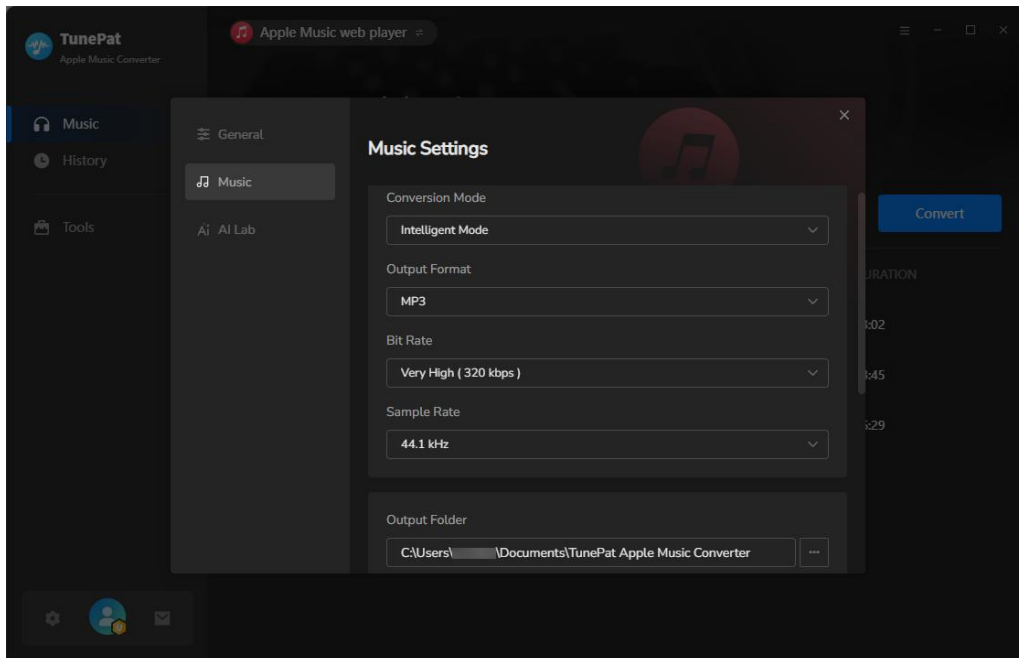 TunePat
Apple Music Converter
Apple Music web player
Music
History
Tools
General
Music
AI Lab
Music Settings
Conversion Mode
Intelligent Mode
Output Format
MP3
Bit Rate
Very High ( 320 kbps )
Sample Rate
44.1 kHz
Output Folder
C:\Users\ \Documents\TunePat Apple Music Converter
...
Convert
URATION
:02
:45
:29